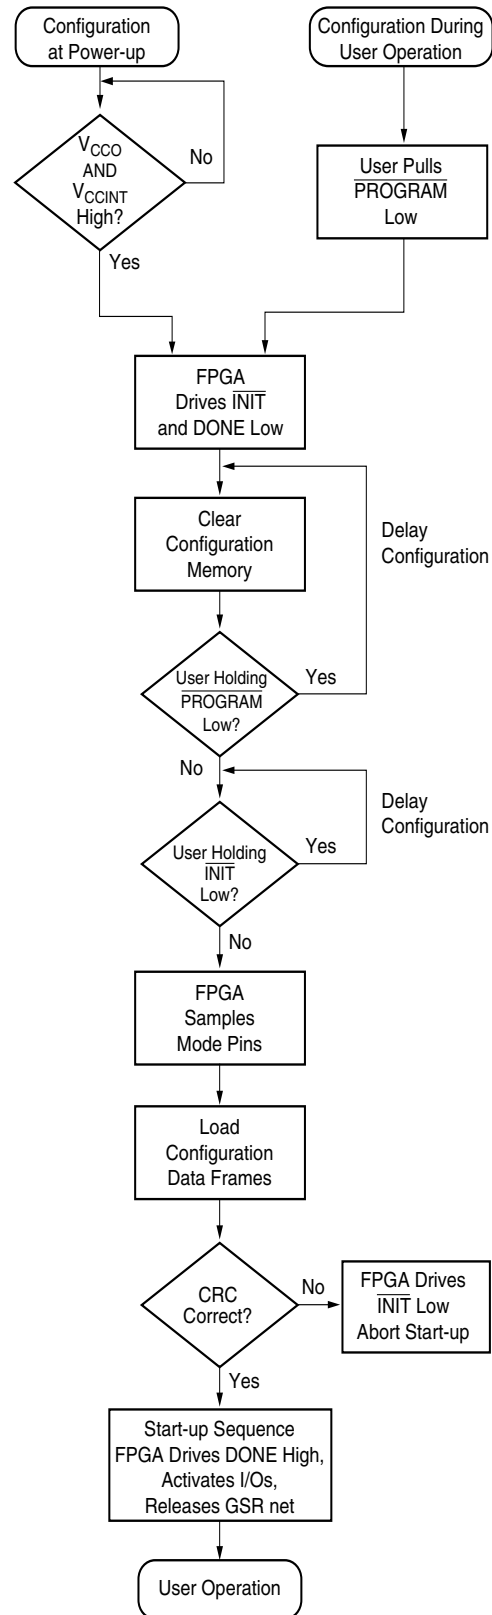 Configuration
at Power-up
Configuration During
User Operation
VCCO
AND
VCCINT
High?
No
Yes
User Pulls
PROGRAM
Low
FPGA
Drives INIT
and DONE Low
Clear
Configuration
Memory
Delay
Configuration
User Holding
PROGRAM
Low?
Yes
No
User Holding
INIT
Low?
Yes
Delay
Configuration
No
FPGA
Samples
Mode Pins
Load
Configuration
Data Frames
CRC
Correct?
No
FPGA Drives
INIT Low
Abort Start-up
Yes
Start-up Sequence
FPGA Drives DONE High,
Activates I/Os,
Releases GSR net
User Operation